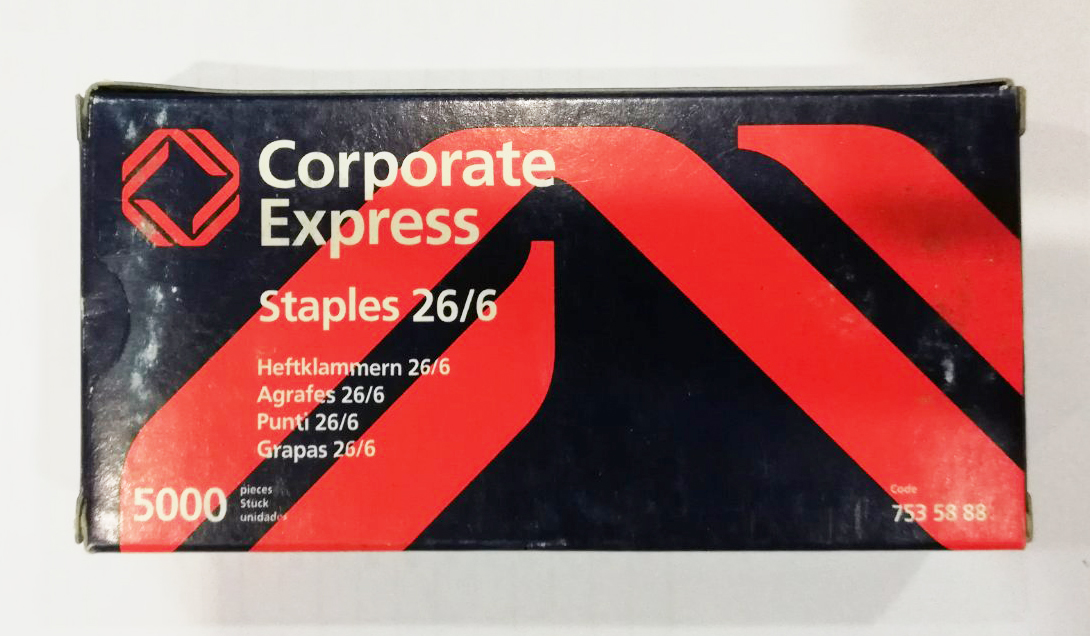 Corporate
Express
Staples 26/6
Heftklammern 26/6
Agrafes 26/6
Punti 26/6
Grapas 26/6
5000
pieces
Stück
unidades
Code
753 58 88